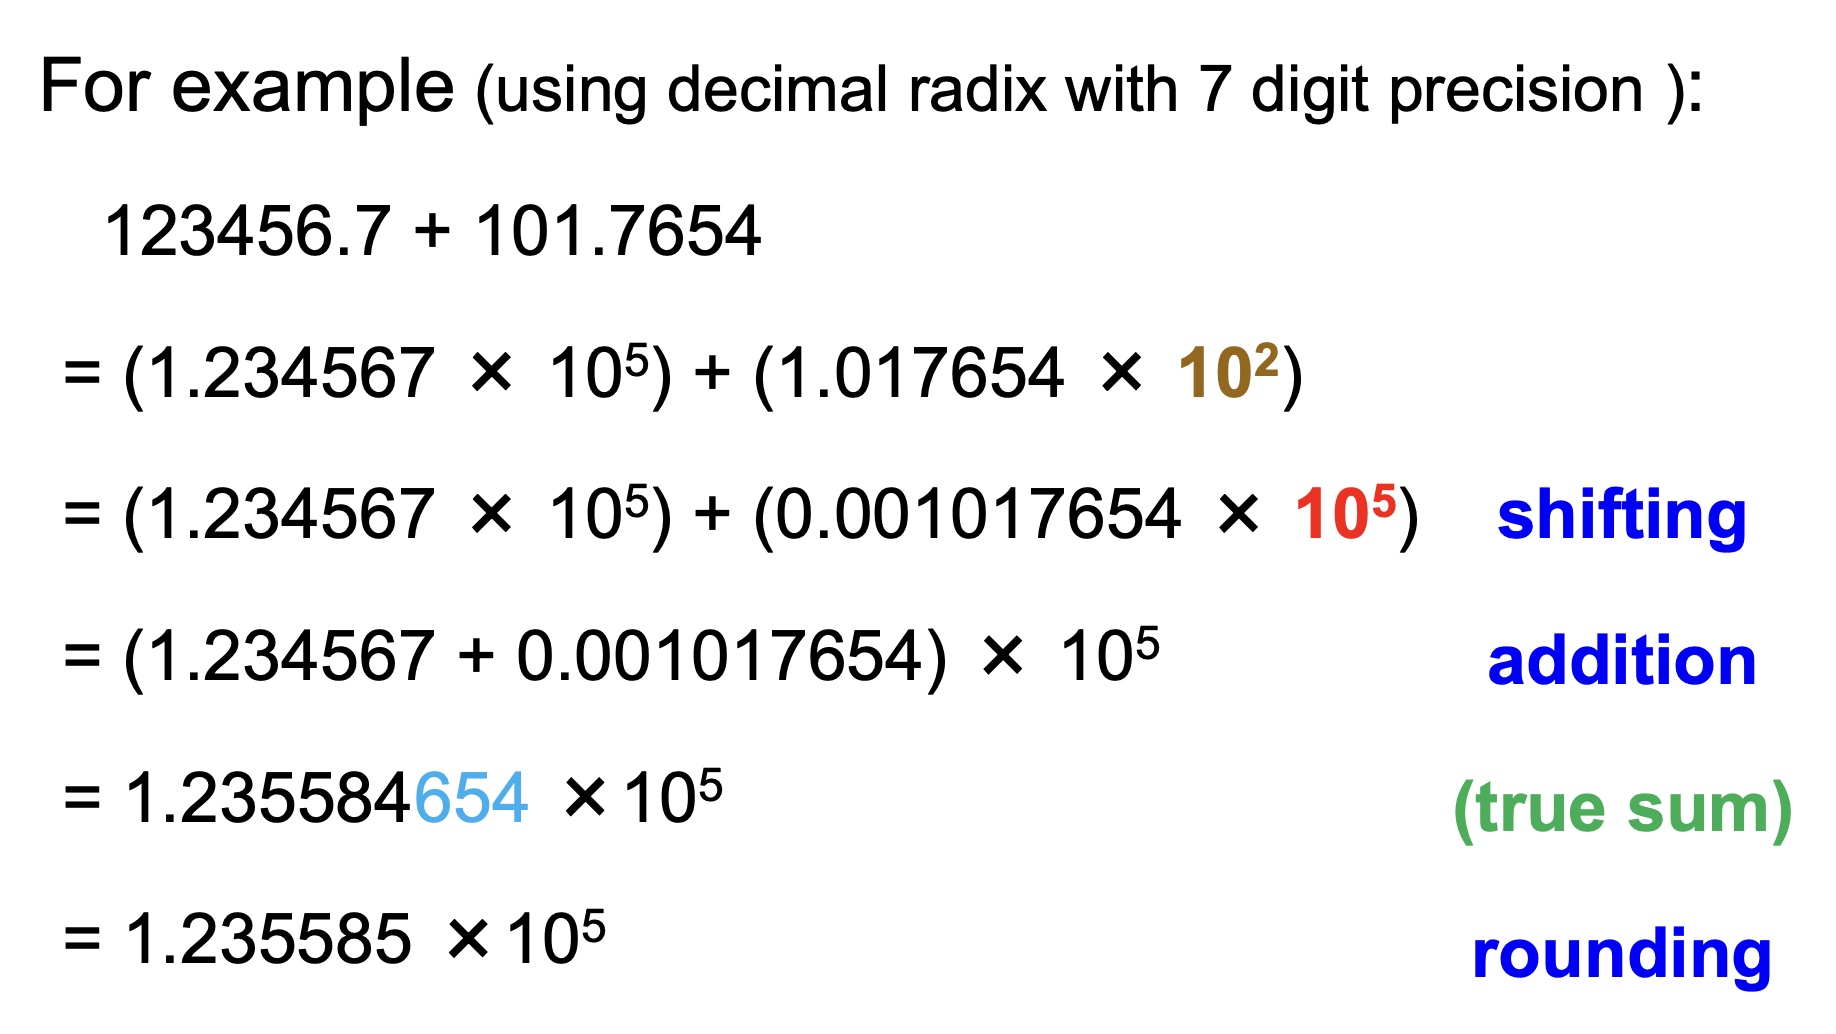 For example (using decimal radix with 7 digit precision ):
123456.7 + 101.7654
= (1.234567 × 10⁵) + (1.017654 × 10²)
= (1.234567 × 10⁵) + (0.001017654 × 10⁵) shifting
= (1.234567 + 0.001017654) × 10⁵ addition
= 1.235584654 × 10⁵ (true sum)
= 1.235585 × 10⁵ rounding